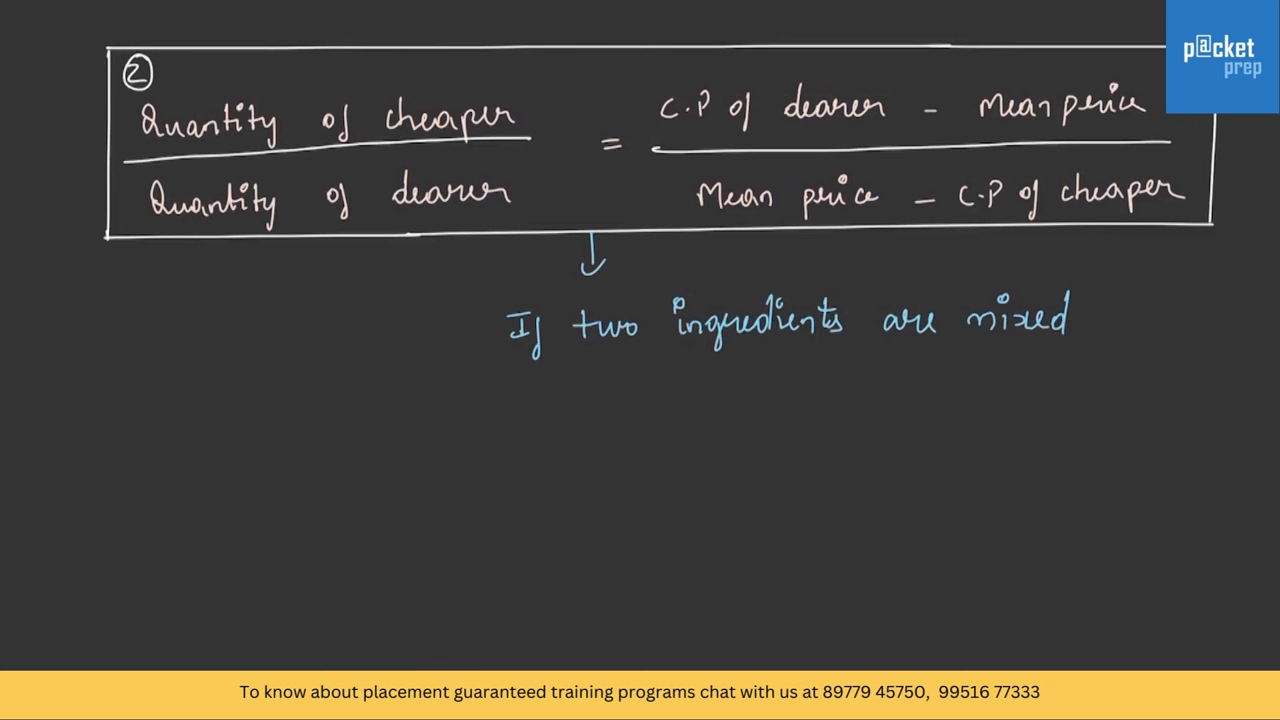 p@cket
prep
2
Quantity of cheaper
Quantity of dearer
=
C.P of dearer - Mean price
Mean price - C.P of cheaper
If two ingredients are mixed
To know about placement guaranteed training programs chat with us at 89779 45750, 99516 77333